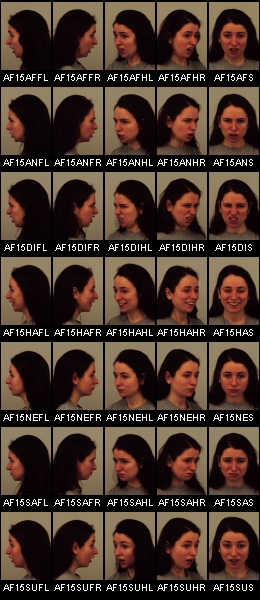 AF15AFFL AF15AFFR AF15AFHL AF15AFHR AF15AFS
AF15ANFL AF15ANFR AF15ANHL AF15ANHR AF15ANS
AF15DIFL AF15DIFR AF15DIHL AF15DIHR AF15DIS
AF15HAFL AF15HAFR AF15HAHL AF15HAHR AF15HAS
AF15NEFL AF15NEFR AF15NEHL AF15NEHR AF15NES
AF15SAFL AF15SAFR AF15SAHL AF15SAHR AF15SAS
AF15SUFL AF15SUFR AF15SUHL AF15SUHR AF15SUS